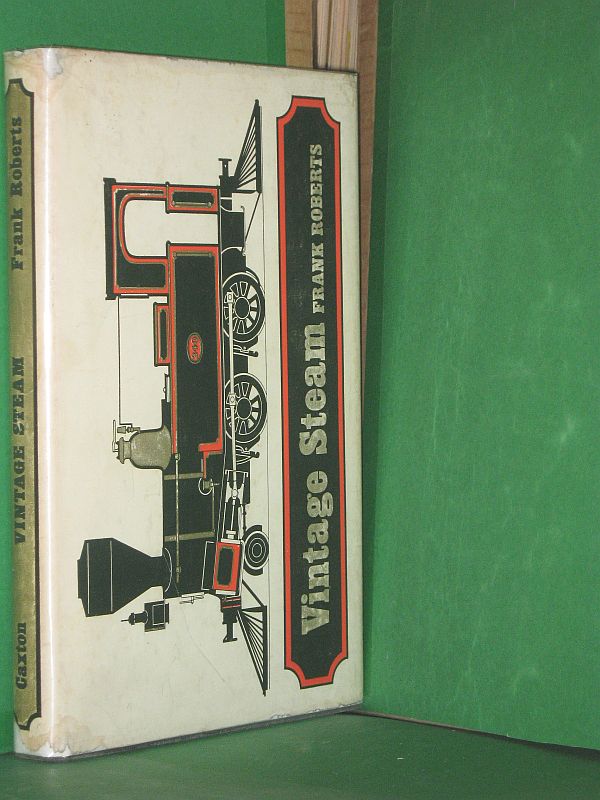 Frank Roberts
VINTAGE STEAM
Caxton
Vintage Steam
FRANK ROBERTS